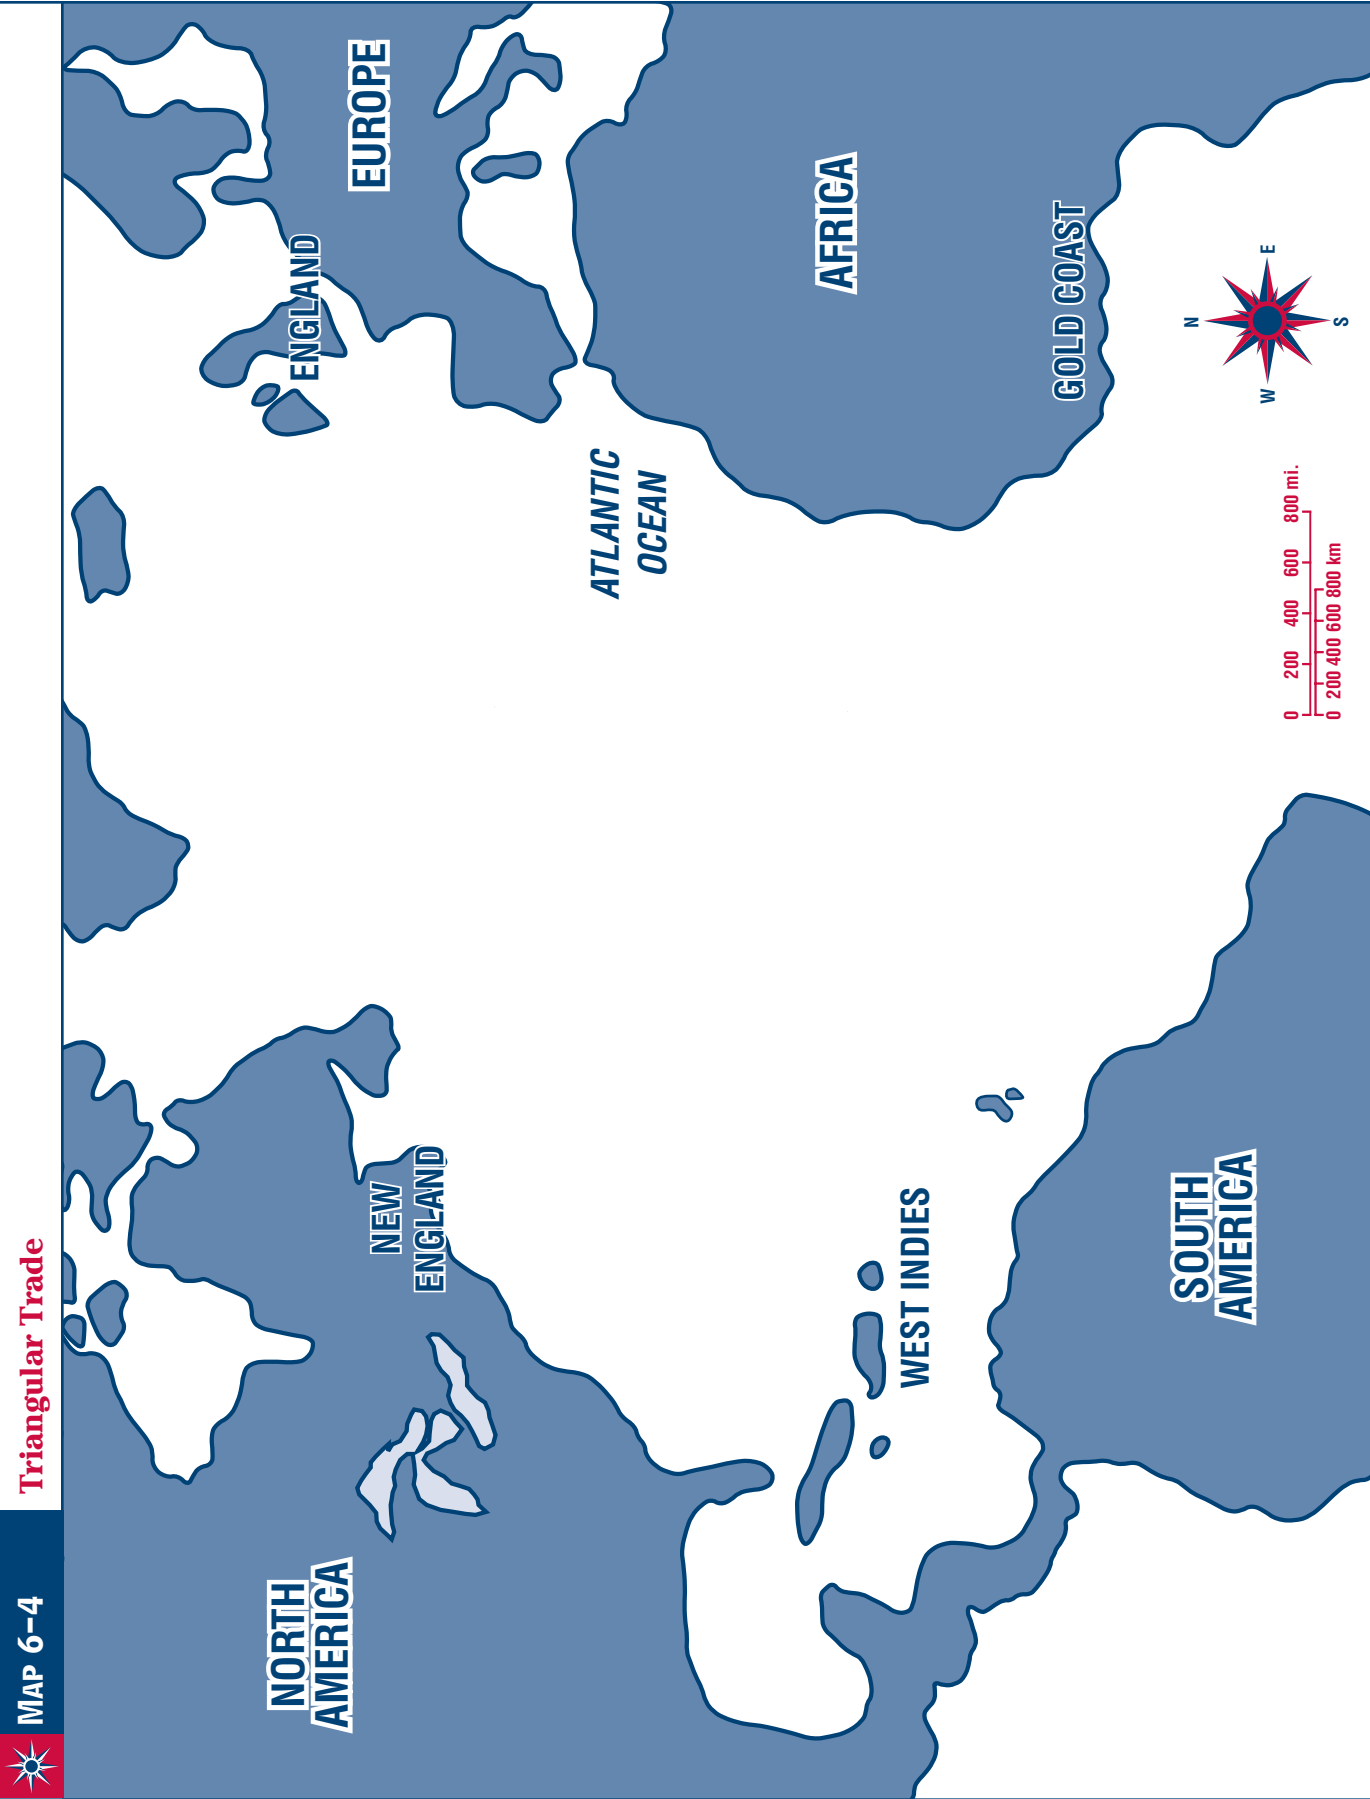 MAP 6–4
Triangular Trade
EUROPE
ENGLAND
NORTH
AMERICA
NEW
ENGLAND
ATLANTIC
OCEAN
AFRICA
WEST INDIES
GOLD COAST
SOUTH
AMERICA
N
W
E
S
0 200 400 600 800 mi.
0 200 400 600 800 km